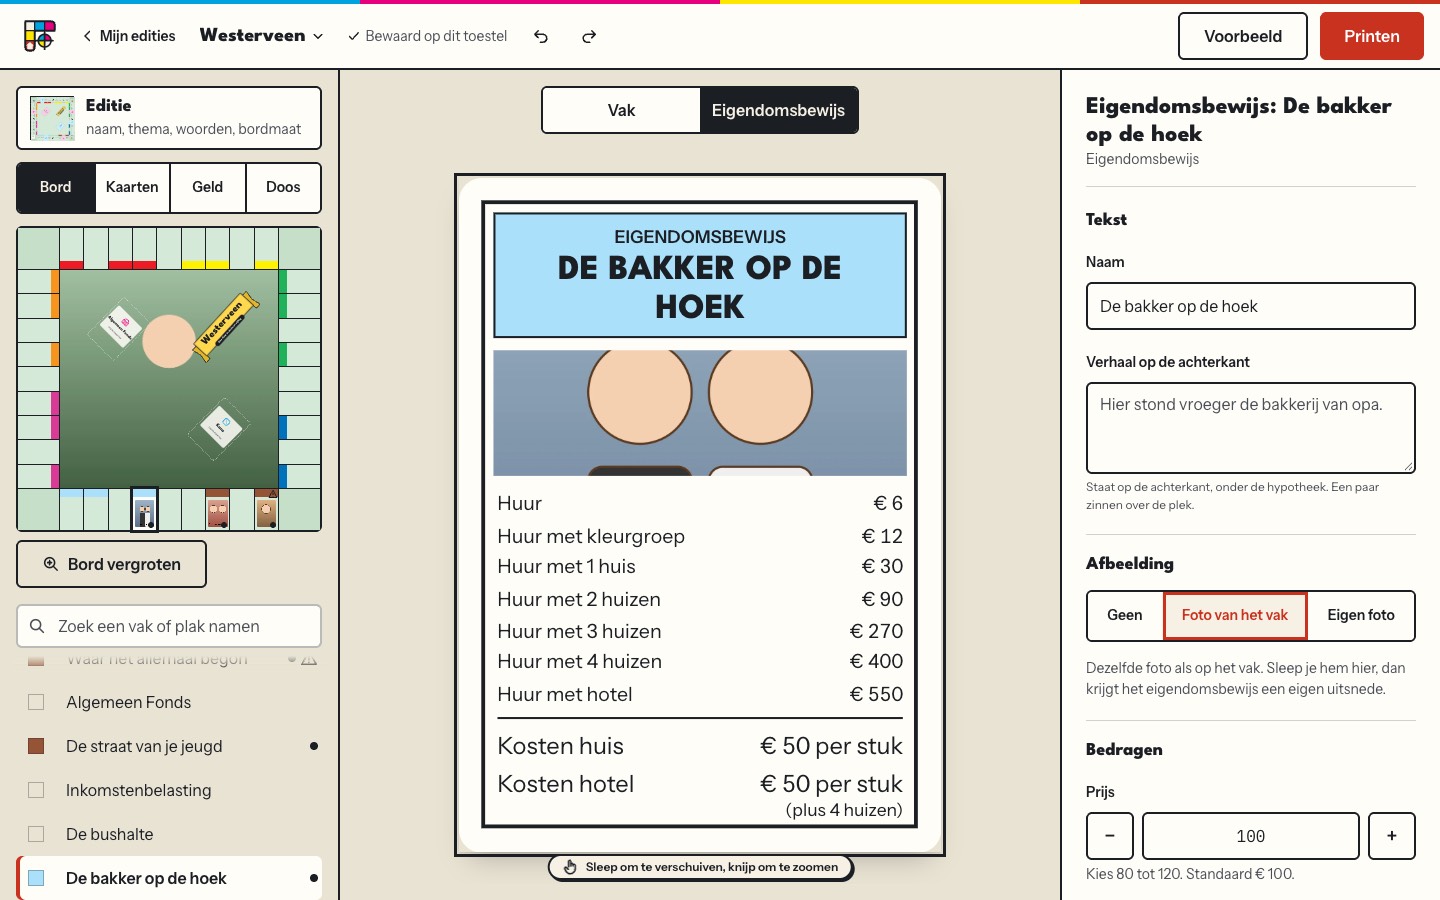 Mijn edities
Westerveen
Bewaard op dit toestel
Voorbeeld
Printen
Editie
naam, thema, woorden, bordmaat
Bord
Kaarten
Geld
Doos
Algemeen Fonds
Westerveen
Kans
Bord vergroten
Zoek een vak of plak namen
Waar het allemaal begon
Algemeen Fonds
De straat van je jeugd
Inkomstenbelasting
De bushalte
De bakker op de hoek
Vak
Eigendomsbewijs
EIGENDOMSBEWIJS
DE BAKKER OP DE
HOEK
Huur € 6
Huur met kleurgroep € 12
Huur met 1 huis € 30
Huur met 2 huizen € 90
Huur met 3 huizen € 270
Huur met 4 huizen € 400
Huur met hotel € 550
Kosten huis € 50 per stuk
Kosten hotel € 50 per stuk
(plus 4 huizen)
Sleep om te verschuiven, knijp om te zoomen
Eigendomsbewijs: De bakker
op de hoek
Eigendomsbewijs
Tekst
Naam
De bakker op de hoek
Verhaal op de achterkant
Hier stond vroeger de bakkerij van opa.
Staat op de achterkant, onder de hypotheek. Een paar
zinnen over de plek.
Afbeelding
Geen
Foto van het vak
Eigen foto
Dezelfde foto als op het vak. Sleep je hem hier, dan
krijgt het eigendomsbewijs een eigen uitsnede.
Bedragen
Prijs
− 100 +
Kies 80 tot 120. Standaard € 100.